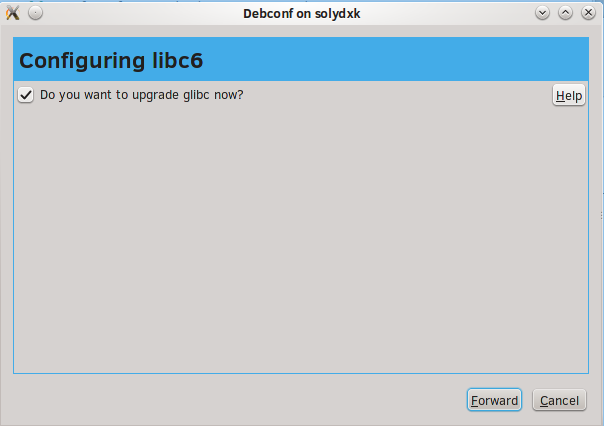 Debconf on solydxk
Configuring libc6
Do you want to upgrade glibc now?
Help
Forward
Cancel